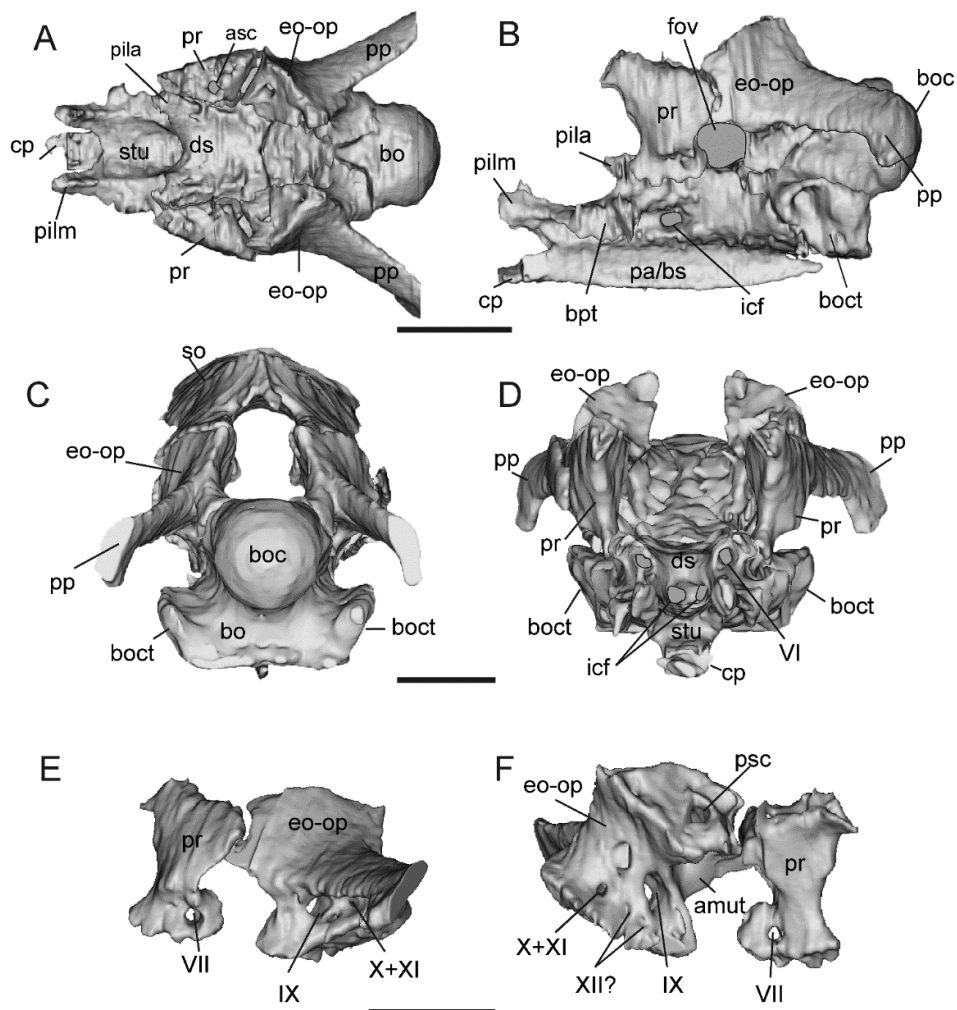 A
pr
asc
eo-op
pp
pila
cp
stu
ds
bo
pilm
pr
eo-op
pp
B
fov
eo-op
boc
pr
pila
pilm
pp
pa/bs
cp
bpt
icf
boct
C
so
eo-op
boc
pp
bo
boct
boct
D
eo-op
eo-op
pp
pp
pr
pr
ds
boct
boct
stu
VI
icf
cp
E
pr
eo-op
VII
IX
X+XI
F
psc
eo-op
pr
amut
X+XI
XII?
IX
VII